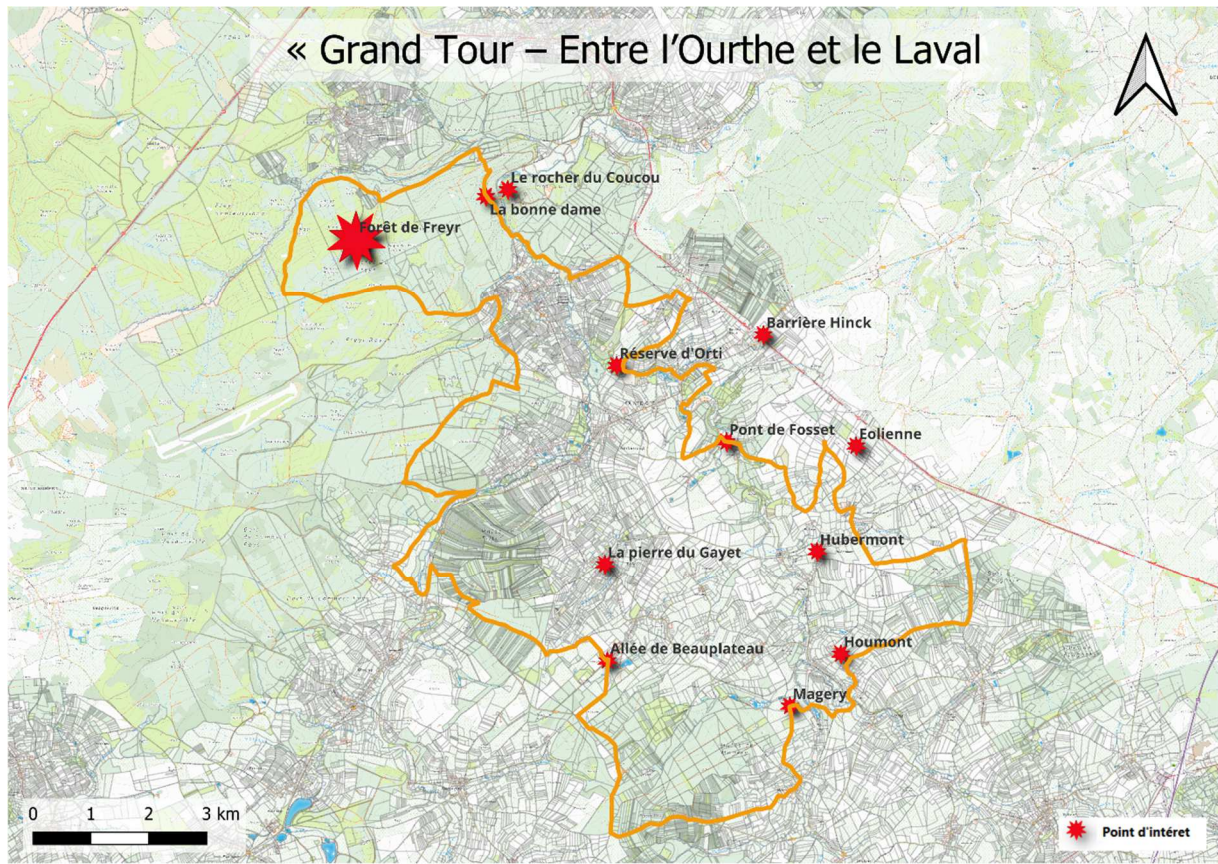 « Grand Tour – Entre l'Ourthe et le Laval
Le rocher du Coucou
La bonne dame
Forêt de Freyr
Barrière Hinck
Réserve d'Orti
Pont de Fosset
Eolienne
Hubermont
La pierre du Gayet
Houmont
Allée de Beauplateau
Magery
0 1 2 3 km
Point d'intéret